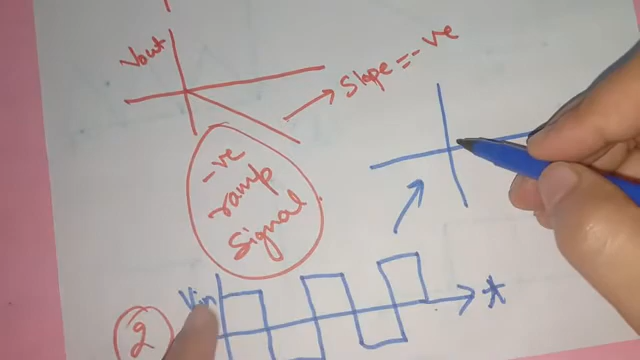 Vout
Slope = -ve
-ve
ramp
Signal
Vin
t
2